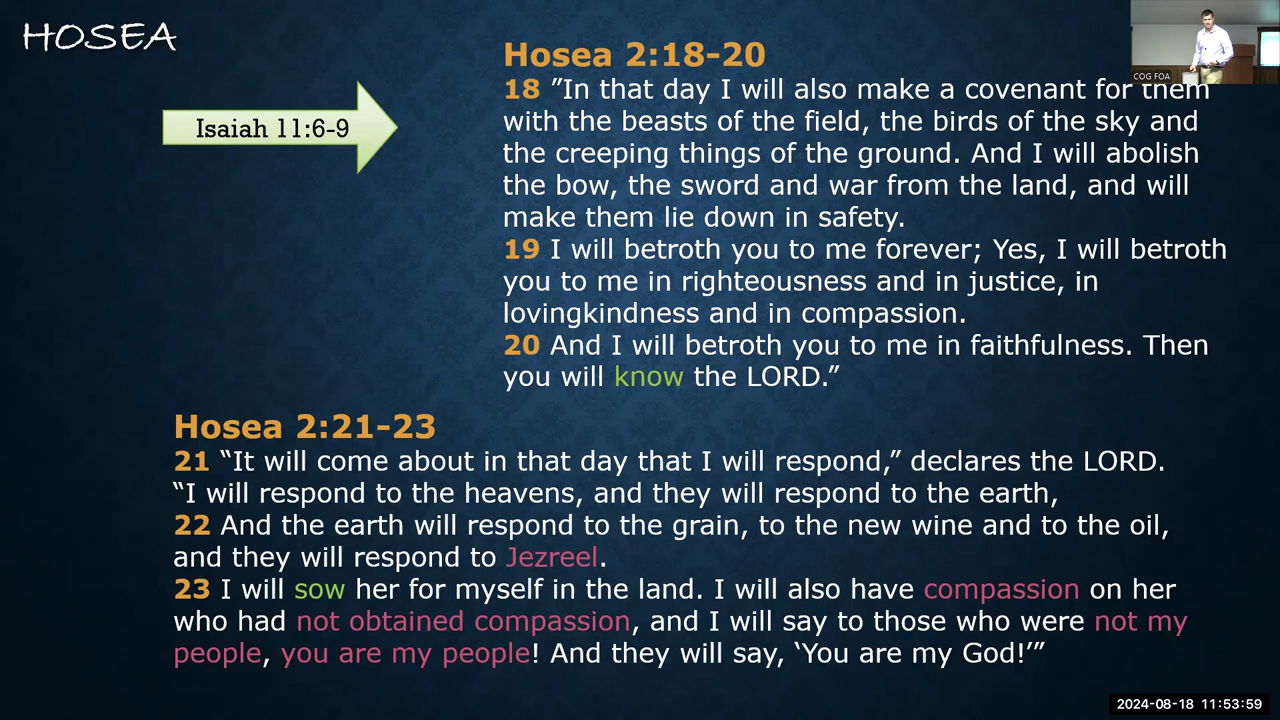 HOSEA
Isaiah 11:6-9
Hosea 2:18-20
18 ”In that day I will also make a covenant for them
with the beasts of the field, the birds of the sky and
the creeping things of the ground. And I will abolish
the bow, the sword and war from the land, and will
make them lie down in safety.
19 I will betroth you to me forever; Yes, I will betroth
you to me in righteousness and in justice, in
lovingkindness and in compassion.
20 And I will betroth you to me in faithfulness. Then
you will know the LORD.”
Hosea 2:21-23
21 “It will come about in that day that I will respond,” declares the LORD.
“I will respond to the heavens, and they will respond to the earth,
22 And the earth will respond to the grain, to the new wine and to the oil,
and they will respond to Jezreel.
23 I will sow her for myself in the land. I will also have compassion on her
who had not obtained compassion, and I will say to those who were not my
people, you are my people! And they will say, ‘You are my God!’”
COG FOA
2024-08-18 11:53:59